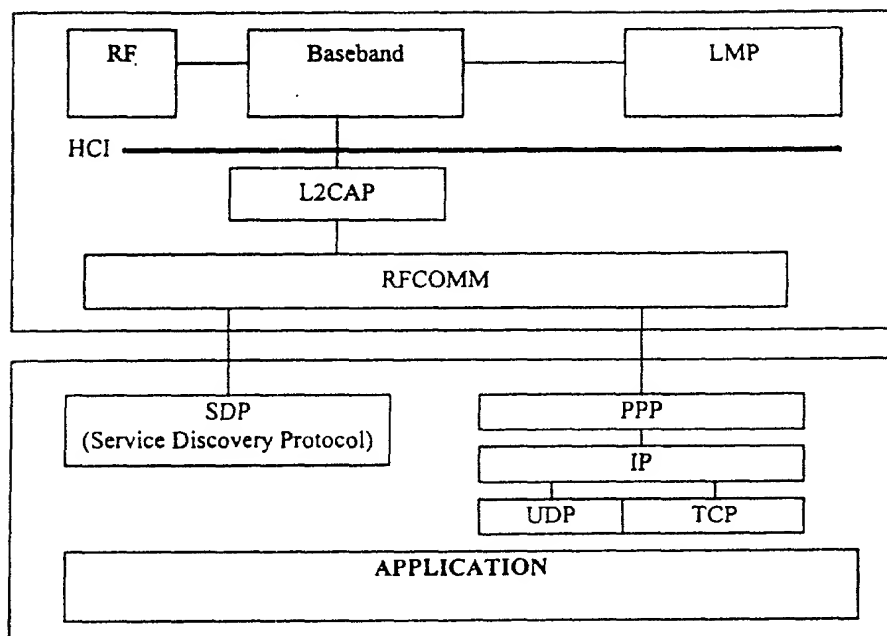 RF
Baseband
LMP
HCI
L2CAP
RFCOMM
SDP
(Service Discovery Protocol)
PPP
IP
UDP
TCP
APPLICATION